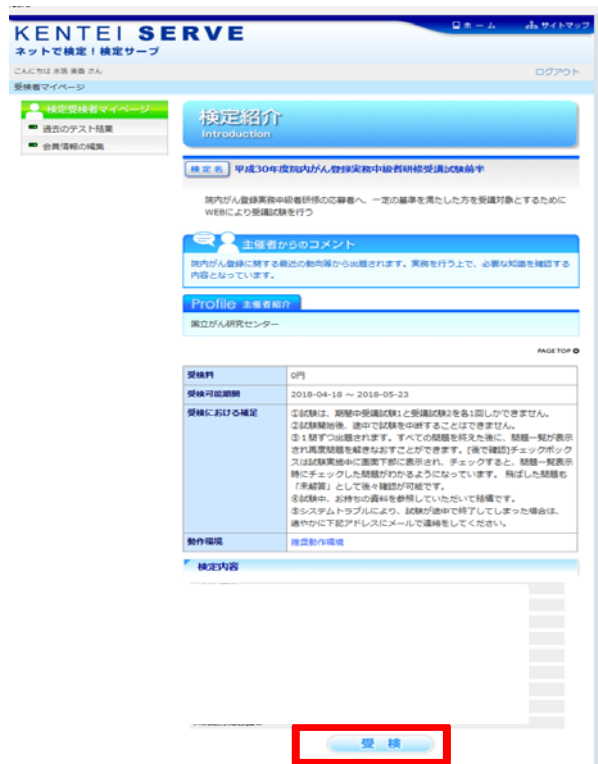 KENTEI SERVE
ホーム
サイトマップ
ネットで検定！検定サーブ
こんにちは
さん
ログアウト
受検者マイページ
検定受検者マイページ
過去のテスト結果
会員情報の編集
検定紹介
Introduction
検定名 平成30年度院内がん登録実務中級者研修受講試験前半
院内がん登録実務中級者研修の応募者へ、一定の基準を満たした方を受講対象とするために
WEBにより受講試験を行う
主催者からのコメント
院内がん登録に関する最近の動向等から出題されます。実務を行う上で、必要な知識を確認する
内容となっています。
Profile 主催者紹介
国立がん研究センター
PAGE TOP
受検料 0円
受検可能期間 2018-04-18 ～ 2018-05-23
受検における補足 ①試験は、期間中受講試験1と受講試験2を各1回しかできません。
②試験開始後、途中で試験を中断することはできません。
③１問ずつ出題されます。すべての問題を終えた後に、問題一覧が表示
され再度問題を解きなおすことができます。[後で確認]チェックボック
スは試験実施中に画面下部に表示され、チェックすると、問題一覧表示
時にチェックした問題がわかるようになっています。 飛ばした問題も
「未解答」として後々確認が可能です。
④試験中、お持ちの資料を参照していただいて結構です。
⑤システムトラブルにより、試験が途中で終了してしまった場合は、
速やかに下記アドレスにメールで連絡をしてください。
動作環境 推奨動作環境
検定内容
受 検